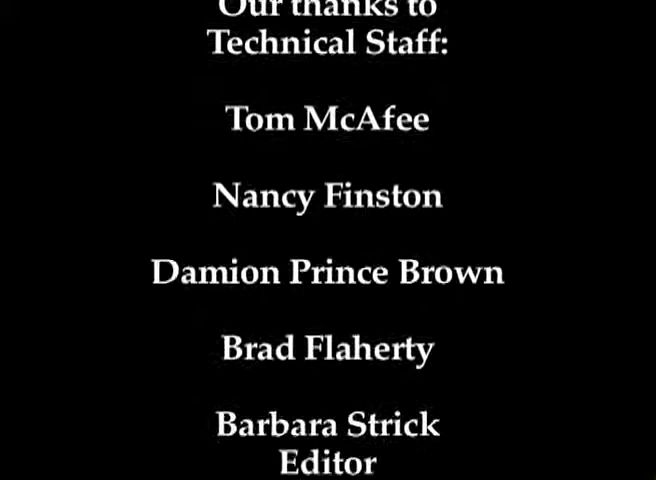 Our thanks to
Technical Staff:
Tom McAfee
Nancy Finston
Damion Prince Brown
Brad Flaherty
Barbara Strick
Editor